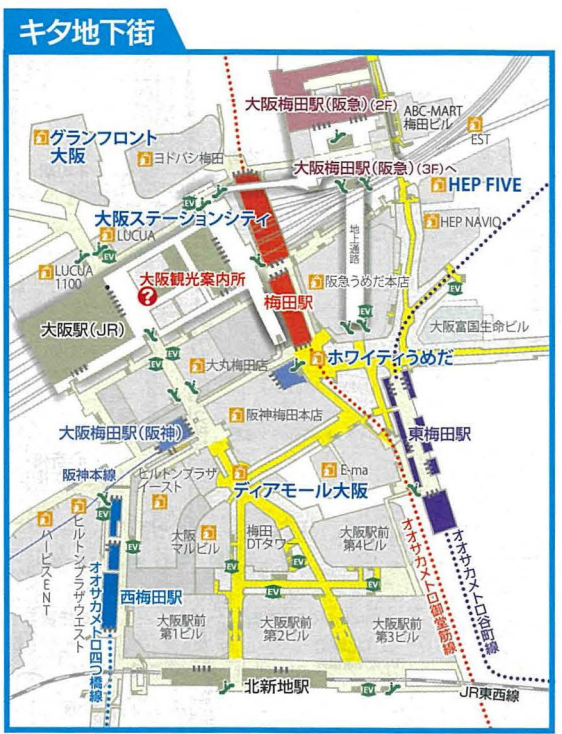 キタ地下街
大阪梅田駅(阪急)(2F)
ABC-MART
梅田ビル
EST
グランフロント
大阪
ヨドバシ梅田
大阪梅田駅(阪急)(3F)へ
HEP FIVE
EV
大阪ステーションシティ
LUCUA
EV
HEP NAVIO
地上通路
LUCUA
1100
大阪観光案内所
?
梅田駅
阪急うめだ本店
EV
大阪駅(JR)
大阪富国生命ビル
EV
大丸梅田店
ホワイティうめだ
EV
大阪梅田駅(阪神)
阪神梅田本店
東梅田駅
阪神本線
ヒルトンプラザ
イースト
E-ma
ディアモール大阪
EV
ハービスENT
ヒルトンプラザウエスト
大阪
マルビル
梅田
DTタワー
大阪駅前
第4ビル
EV
EV
オオサカメトロ御堂筋線
オオサカメトロ谷町線
オオサカメトロ四つ橋線
西梅田駅
EV
EV
EV
大阪駅前
第1ビル
大阪駅前
第2ビル
大阪駅前
第3ビル
北新地駅
EV
JR東西線